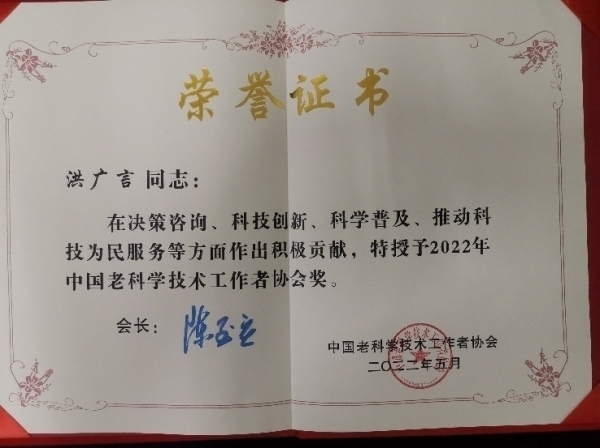 荣誉证书
洪广言 同志：
在决策咨询、科技创新、科学普及、推动科
技为民服务等方面作出积极贡献，特授予2022年
中国老科学技术工作者协会奖。
会长：陈至立
中国老科学技术工作者协会
二〇二二年五月